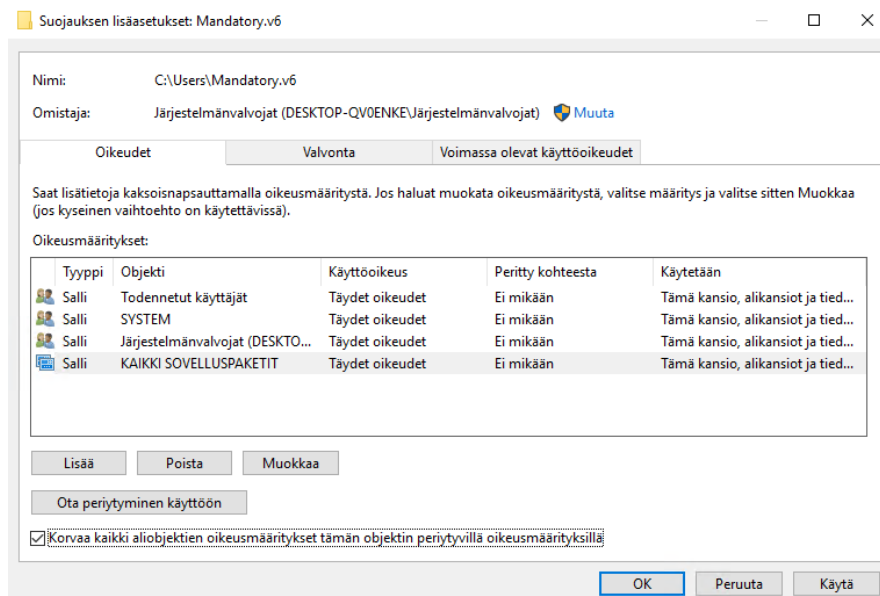 Suojauksen lisäasetukset: Mandatory.v6
Nimi: C:\Users\Mandatory.v6
Omistaja: Järjestelmänvalvojat (DESKTOP-QV0ENKE\Järjestelmänvalvojat) Muuta
Oikeudet Valvonta Voimassa olevat käyttöoikeudet
Saat lisätietoja kaksoisnapsauttamalla oikeusmääritystä. Jos haluat muokata oikeusmääritystä, valitse määritys ja valitse sitten Muokkaa
(jos kyseinen vaihtoehto on käytettävissä).
Oikeusmääritykset:
Tyyppi Objekti Käyttöoikeus Peritty kohteesta Käytetään
Salli Todennetut käyttäjät Täydet oikeudet Ei mikään Tämä kansio, alikansiot ja tied...
Salli SYSTEM Täydet oikeudet Ei mikään Tämä kansio, alikansiot ja tied...
Salli Järjestelmänvalvojat (DESKTO... Täydet oikeudet Ei mikään Tämä kansio, alikansiot ja tied...
Salli KAIKKI SOVELLUSPAKETIT Täydet oikeudet Ei mikään Tämä kansio, alikansiot ja tied...
Lisää Poista Muokkaa
Ota periytyminen käyttöön
Korvaa kaikki aliobjektien oikeusmääritykset tämän objektin periytyvillä oikeusmäärityksillä
OK Peruuta Käytä